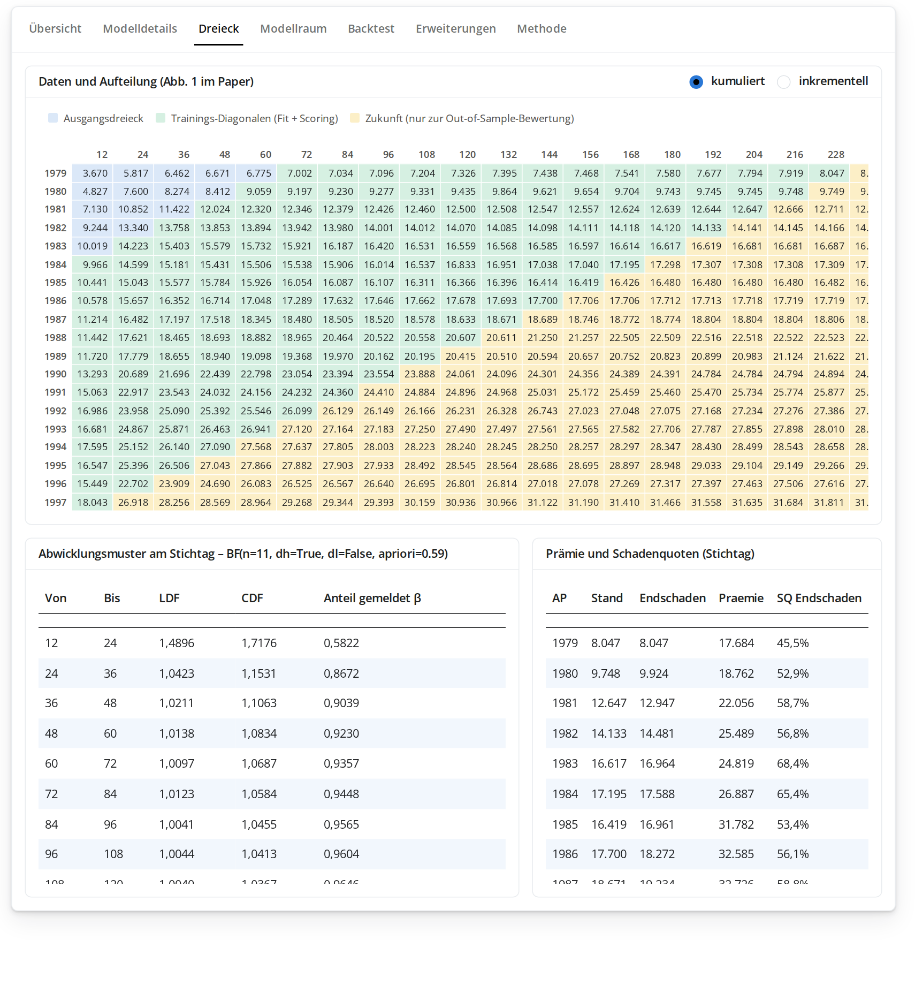 Übersicht Modelldetails Dreieck Modellraum Backtest Erweiterungen Methode
Daten und Aufteilung (Abb. 1 im Paper) kumuliert inkrementell
Ausgangsdreieck Trainings-Diagonalen (Fit + Scoring) Zukunft (nur zur Out-of-Sample-Bewertung)
12 24 36 48 60 72 84 96 108 120 132 144 156 168 180 192 204 216 228
1979 3.670 5.817 6.462 6.671 6.775 7.002 7.034 7.096 7.204 7.326 7.395 7.438 7.468 7.541 7.580 7.677 7.794 7.919 8.047 8.
1980 4.827 7.600 8.274 8.412 9.059 9.197 9.230 9.277 9.331 9.435 9.864 9.621 9.654 9.704 9.743 9.745 9.745 9.748 9.749 9.
1981 7.130 10.852 11.422 12.024 12.320 12.346 12.379 12.426 12.460 12.500 12.508 12.547 12.557 12.624 12.639 12.644 12.647 12.666 12.711 12.
1982 9.244 13.340 13.758 13.853 13.894 13.942 13.980 14.001 14.012 14.070 14.085 14.098 14.111 14.118 14.120 14.133 14.141 14.145 14.166 14.
1983 10.019 14.223 15.403 15.579 15.732 15.921 16.187 16.420 16.531 16.559 16.568 16.585 16.597 16.614 16.617 16.619 16.681 16.681 16.687 16.
1984 9.966 14.599 15.181 15.431 15.506 15.538 15.906 16.014 16.537 16.833 16.951 17.038 17.040 17.195 17.298 17.307 17.308 17.308 17.309 17.
1985 10.441 15.043 15.577 15.784 15.926 16.054 16.087 16.107 16.311 16.366 16.396 16.414 16.419 16.426 16.480 16.480 16.480 16.480 16.482 16.
1986 10.578 15.657 16.352 16.714 17.048 17.289 17.632 17.646 17.662 17.678 17.693 17.700 17.706 17.706 17.712 17.713 17.718 17.719 17.719 17.
1987 11.214 16.482 17.197 17.518 18.345 18.480 18.505 18.520 18.578 18.633 18.671 18.689 18.746 18.772 18.774 18.804 18.804 18.804 18.806 18.
1988 11.442 17.621 18.465 18.693 18.882 18.965 20.464 20.522 20.558 20.607 20.611 21.250 21.257 22.505 22.509 22.516 22.518 22.522 22.523 22.
1989 11.720 17.779 18.655 18.940 19.098 19.368 19.970 20.162 20.195 20.415 20.510 20.594 20.657 20.752 20.823 20.899 20.983 21.124 21.622 21.
1990 13.293 20.689 21.696 22.439 22.798 23.054 23.394 23.554 23.888 24.061 24.096 24.301 24.356 24.389 24.391 24.784 24.784 24.794 24.894 24.
1991 15.063 22.917 23.543 24.032 24.156 24.232 24.360 24.410 24.884 24.896 24.968 25.031 25.172 25.459 25.460 25.470 25.734 25.774 25.877 25.
1992 16.986 23.958 25.090 25.392 25.546 26.099 26.129 26.149 26.166 26.231 26.328 26.743 27.023 27.048 27.075 27.168 27.234 27.276 27.386 27.
1993 16.681 24.867 25.871 26.463 26.941 27.120 27.164 27.183 27.250 27.490 27.497 27.561 27.565 27.582 27.706 27.787 27.855 27.898 28.010 28.
1994 17.595 25.152 26.140 27.090 27.568 27.637 27.805 28.003 28.223 28.240 28.245 28.250 28.257 28.297 28.347 28.430 28.499 28.543 28.658 28.
1995 16.547 25.396 26.506 27.043 27.866 27.882 27.903 27.933 28.492 28.545 28.564 28.686 28.695 28.897 28.948 29.033 29.104 29.149 29.266 29.
1996 15.449 22.702 23.909 24.690 26.083 26.525 26.567 26.640 26.695 26.801 26.814 27.018 27.078 27.269 27.317 27.397 27.463 27.506 27.616 27.
1997 18.043 26.918 28.256 28.569 28.964 29.268 29.344 29.393 30.159 30.936 30.966 31.122 31.190 31.410 31.466 31.558 31.635 31.684 31.811 31.
Abwicklungsmuster am Stichtag – BF(n=11, dh=True, dl=False, apriori=0.59)
Von Bis LDF CDF Anteil gemeldet β
12 24 1,4896 1,7176 0,5822
24 36 1,0423 1,1531 0,8672
36 48 1,0211 1,1063 0,9039
48 60 1,0138 1,0834 0,9230
60 72 1,0097 1,0687 0,9357
72 84 1,0123 1,0584 0,9448
84 96 1,0041 1,0455 0,9565
96 108 1,0044 1,0413 0,9604
108 120 1,0040 1,0367 0,9646
Prämie und Schadenquoten (Stichtag)
AP Stand Endschaden Praemie SQ Endschaden
1979 8.047 8.047 17.684 45,5%
1980 9.748 9.924 18.762 52,9%
1981 12.647 12.947 22.056 58,7%
1982 14.133 14.481 25.489 56,8%
1983 16.617 16.964 24.819 68,4%
1984 17.195 17.588 26.887 65,4%
1985 16.419 16.961 31.782 53,4%
1986 17.700 18.272 32.585 56,1%
1987 18.671 19.234 32.726 58,8%